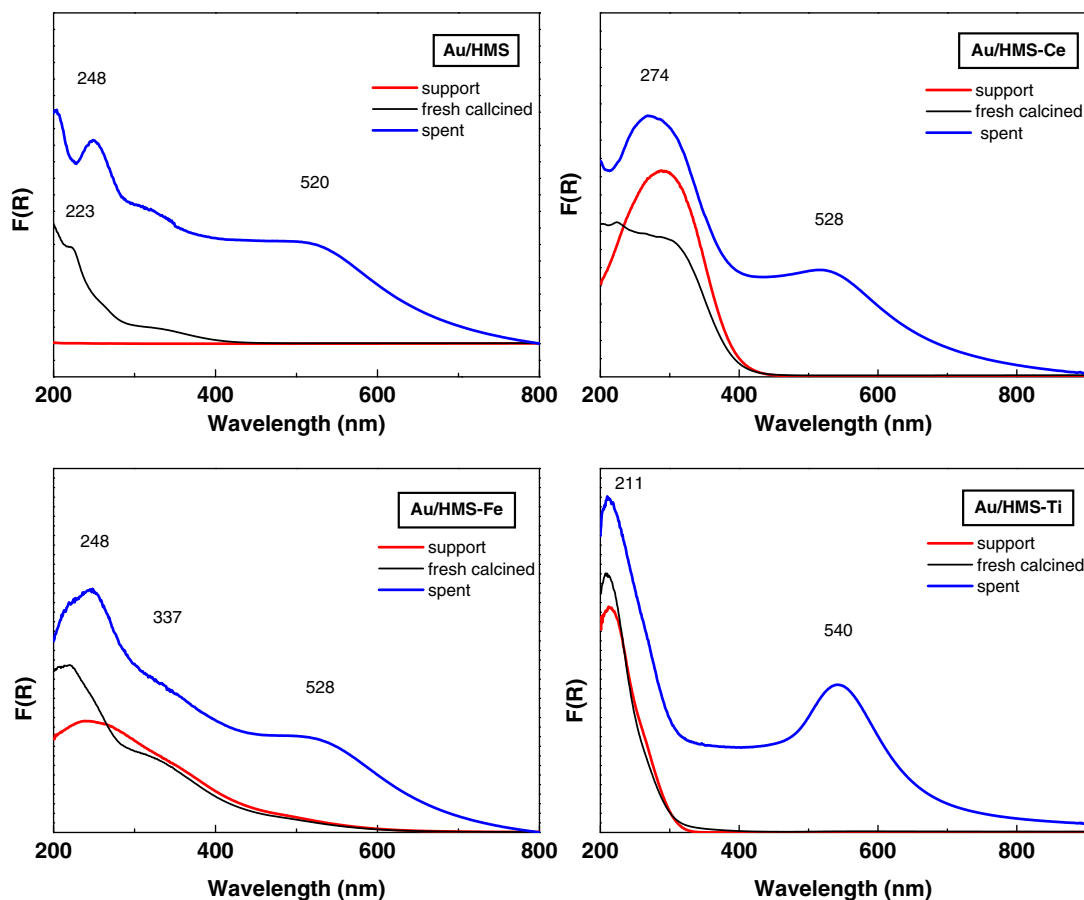 Au/HMS
248
support
fresh callcined
spent
520
223
F(R)
200
400
600
800
Wavelength (nm)
Au/HMS-Ce
274
support
fresh calcined
spent
528
F(R)
200
400
600
800
Wavelength (nm)
Au/HMS-Fe
248
support
fresh calcined
spent
337
528
F(R)
200
400
600
800
Wavelength (nm)
211
Au/HMS-Ti
support
fresh calcined
spent
540
F(R)
200
400
600
800
Wavelength (nm)